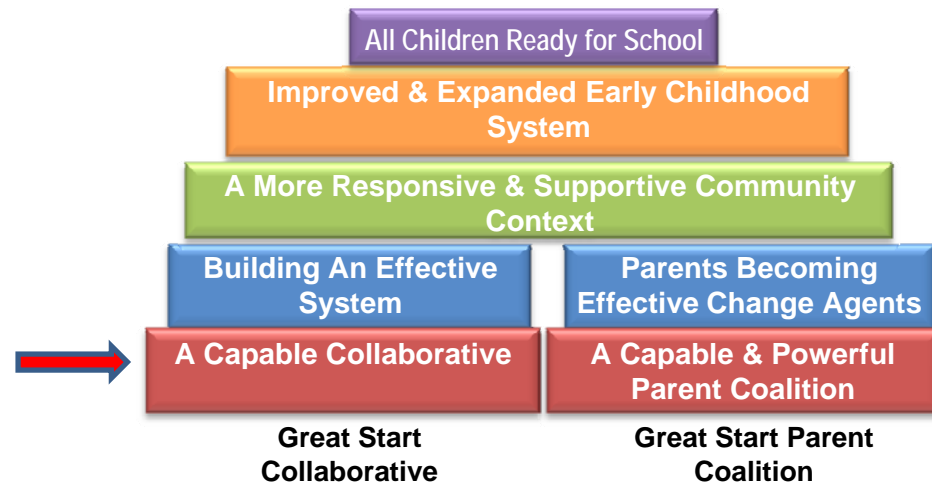 All Children Ready for School
Improved & Expanded Early Childhood
System
A More Responsive & Supportive Community
Context
Building An Effective
System
Parents Becoming
Effective Change Agents
A Capable Collaborative
A Capable & Powerful
Parent Coalition
Great Start
Collaborative
Great Start Parent
Coalition